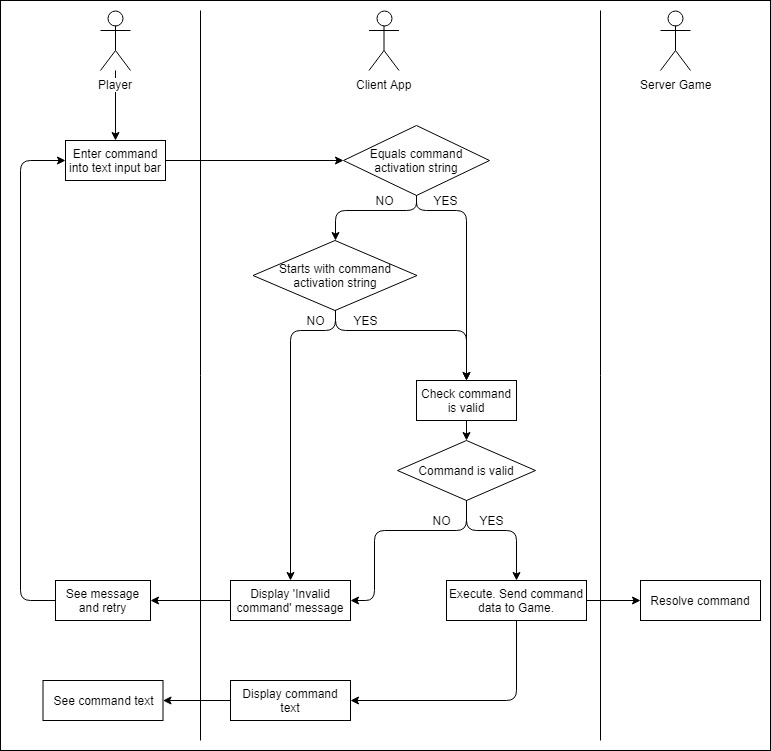 Player
Client App
Server Game
Enter command
into text input bar
Equals command
activation string
NO
YES
Starts with command
activation string
NO
YES
Check command
is valid
Command is valid
NO
YES
See message
and retry
Display 'Invalid
command' message
Execute. Send command
data to Game.
Resolve command
See command text
Display command
text